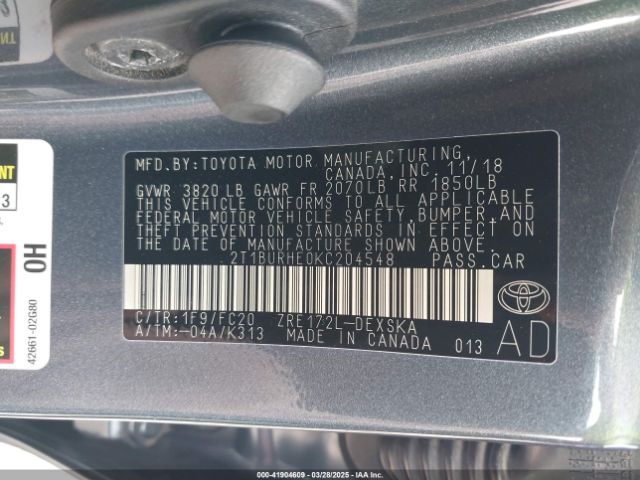 MFD.BY:TOYOTA MOTOR MANUFACTURING,
CANADA, INC. 11/18
GVWR 3820 LB GAWR FR 2070LB RR 1850LB
THIS VEHICLE CONFORMS TO ALL APPLICABLE
FEDERAL MOTOR VEHICLE SAFETY, BUMPER, AND
THEFT PREVENTION STANDARDS IN EFFECT ON
THE DATE OF MANUFACTURE SHOWN ABOVE.
2T1BURHE0KC204548 PASS.CAR
C/TR:1F9/FC20 ZRE172L-DEXSKA
A/TM:-04A/K313 MADE IN CANADA 013
AD
OH
42661-02G80
00-41904609 — 03/28/2025 — IAA Inc.